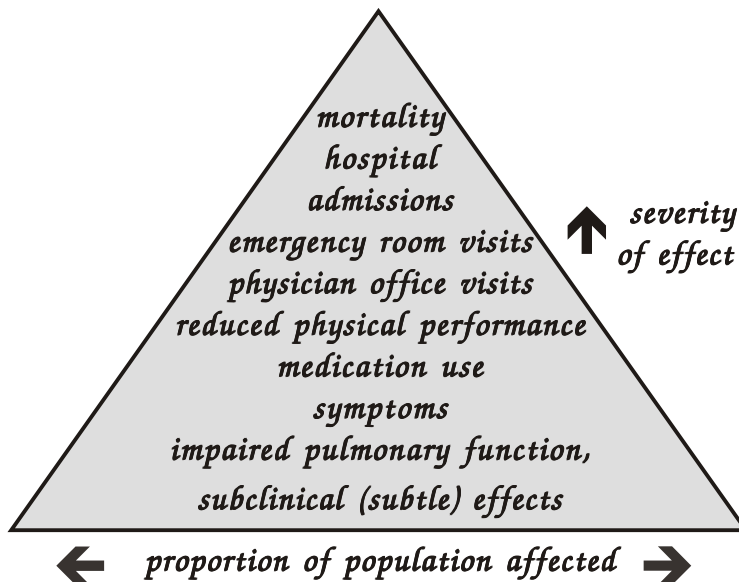 mortality
hospital
admissions
emergency room visits
physician office visits
reduced physical performance
medication use
symptoms
impaired pulmonary function,
subclinical (subtle) effects
severity
of effect
proportion of population affected